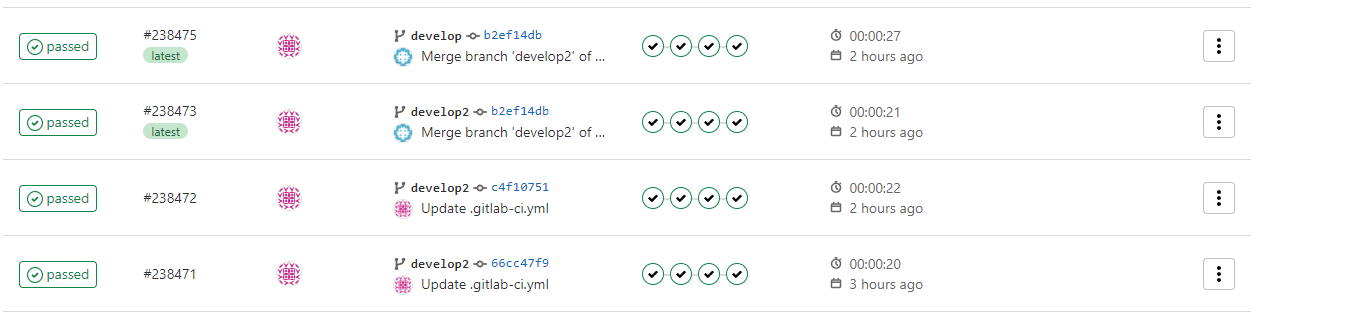 passed
#238475
latest
develop b2ef14db
Merge branch 'develop2' of ...
00:00:27
2 hours ago
passed
#238473
latest
develop2 b2ef14db
Merge branch 'develop2' of ...
00:00:21
2 hours ago
passed
#238472
develop2 c4f10751
Update .gitlab-ci.yml
00:00:22
2 hours ago
passed
#238471
develop2 66cc47f9
Update .gitlab-ci.yml
00:00:20
3 hours ago